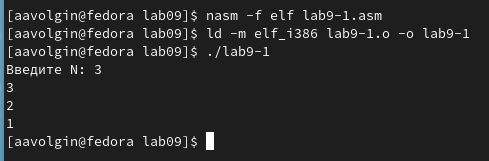 [aavolgin@fedora lab09]$ nasm -f elf lab9-1.asm
[aavolgin@fedora lab09]$ ld -m elf_i386 lab9-1.o -o lab9-1
[aavolgin@fedora lab09]$ ./lab9-1
Введите N: 3
3
2
1
[aavolgin@fedora lab09]$